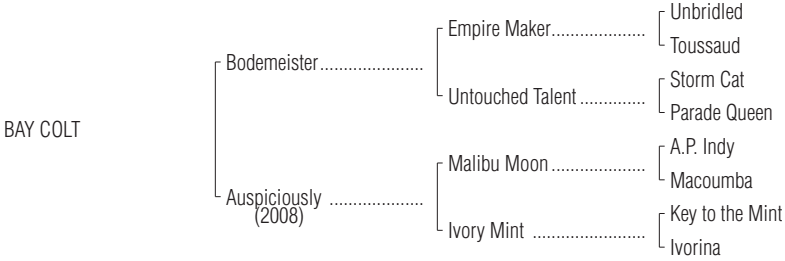 Unbridled
Empire Maker.....................
Toussaud
Bodemeister......................
Storm Cat
Untouched Talent ..............
Parade Queen
BAY COLT
A.P. Indy
Malibu Moon....................
Macoumba
Auspiciously ....................
(2008)
Key to the Mint
Ivory Mint ........................
Ivorina